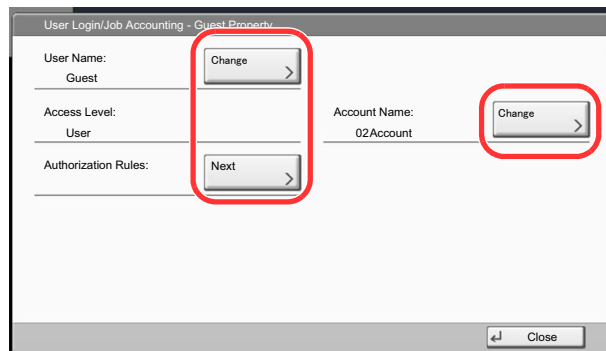 User Login/Job Accounting - Guest Property
User Name:
Change
Guest
Access Level:
User
Account Name:
Change
02Account
Authorization Rules:
Next
Close